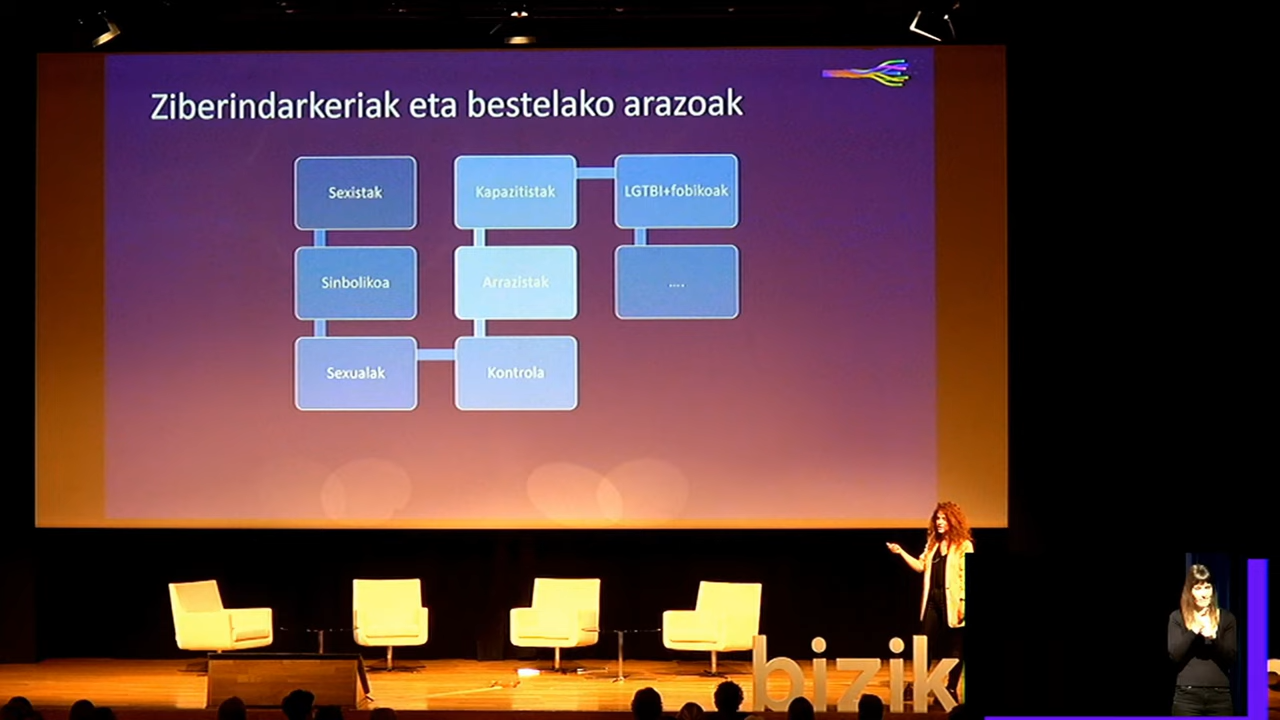 Ziberindarkeriak eta bestelako arazoak
Sexistak
Kapazitistak
LGTBI+fobikoak
Sinbolikoa
Arrazistak
....
Sexualak
Kontrola
bizik